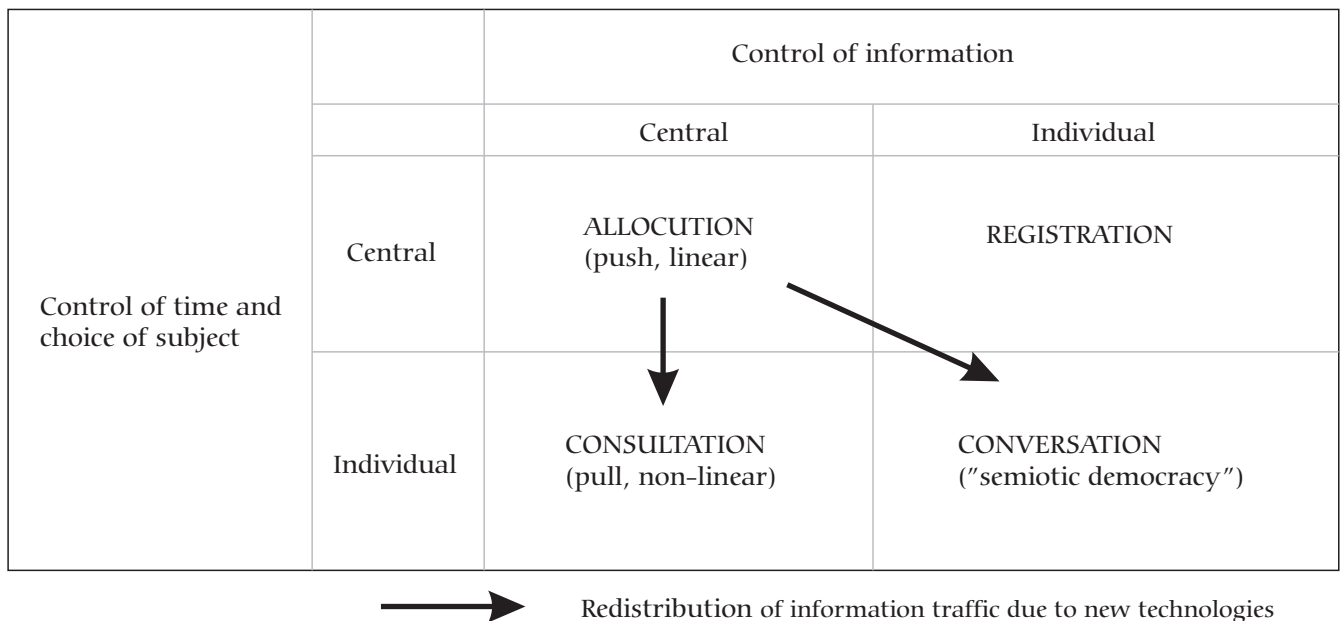 Control of information
Central
Individual
Control of time and
choice of subject
Central
ALLOCUTION
(push, linear)
REGISTRATION
Individual
CONSULTATION
(pull, non-linear)
CONVERSATION
(”semiotic democracy”)
Redistribution of information traffic due to new technologies